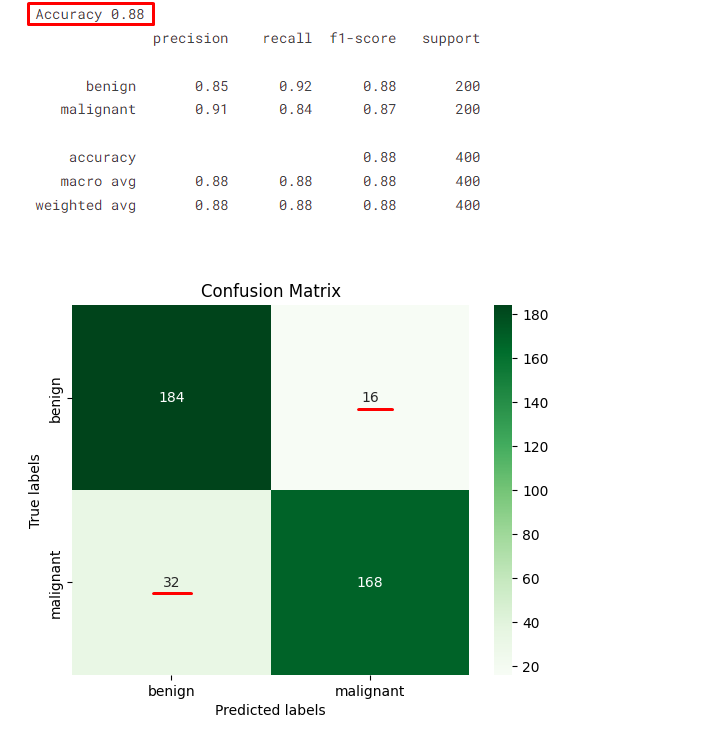 Accuracy 0.88
precision recall f1-score support
benign 0.85 0.92 0.88 200
malignant 0.91 0.84 0.87 200
accuracy 0.88 400
macro avg 0.88 0.88 0.88 400
weighted avg 0.88 0.88 0.88 400
Confusion Matrix
True labels
benign
184 16
malignant
32 168
benign malignant
Predicted labels
180
160
140
120
100
80
60
40
20